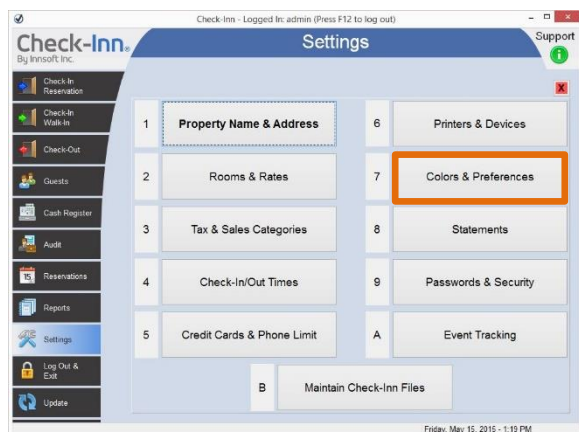 Check-Inn - Logged In: admin (Press F12 to log out)
Check-Inn®
By Innsoft Inc.
Settings
Support
i
X
Check-In
Reservation
Check-In
Walk-In
Check-Out
Guests
Cash Register
Audit
15
Reservations
Reports
Settings
Log Out &
Exit
Update
1 Property Name & Address
2 Rooms & Rates
3 Tax & Sales Categories
4 Check-In/Out Times
5 Credit Cards & Phone Limit
6 Printers & Devices
7 Colors & Preferences
8 Statements
9 Passwords & Security
A Event Tracking
B Maintain Check-Inn Files
Friday, May 15, 2015 - 1:19 PM